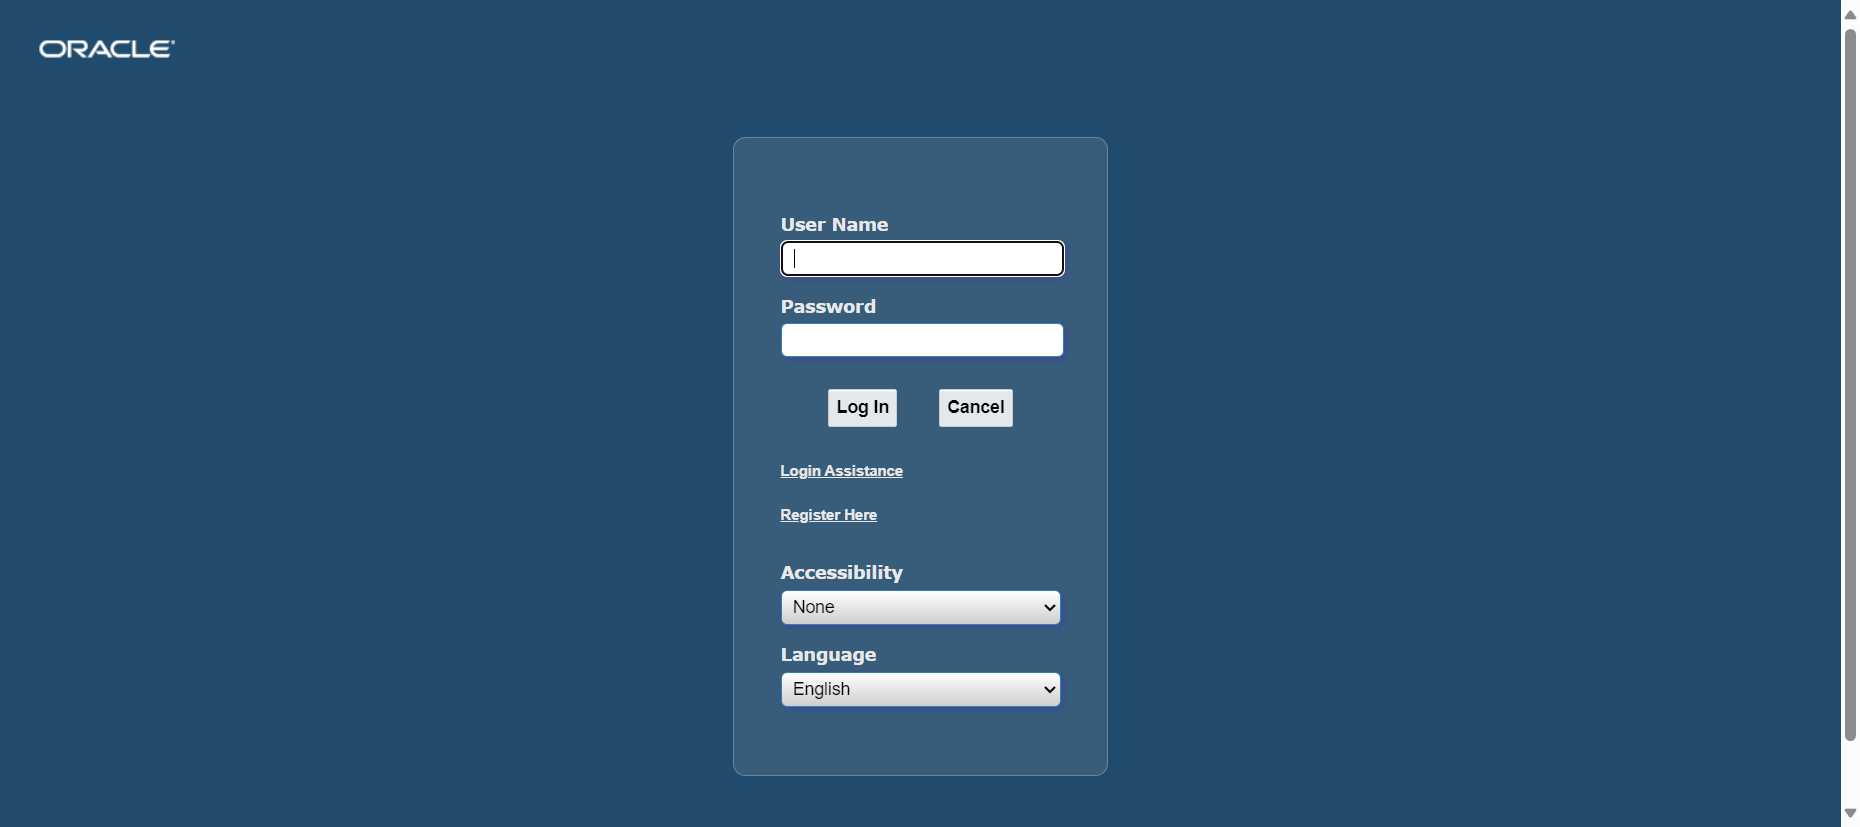 ORACLE
User Name
Password
Log In Cancel
Login Assistance
Register Here
Accessibility
None
Language
English